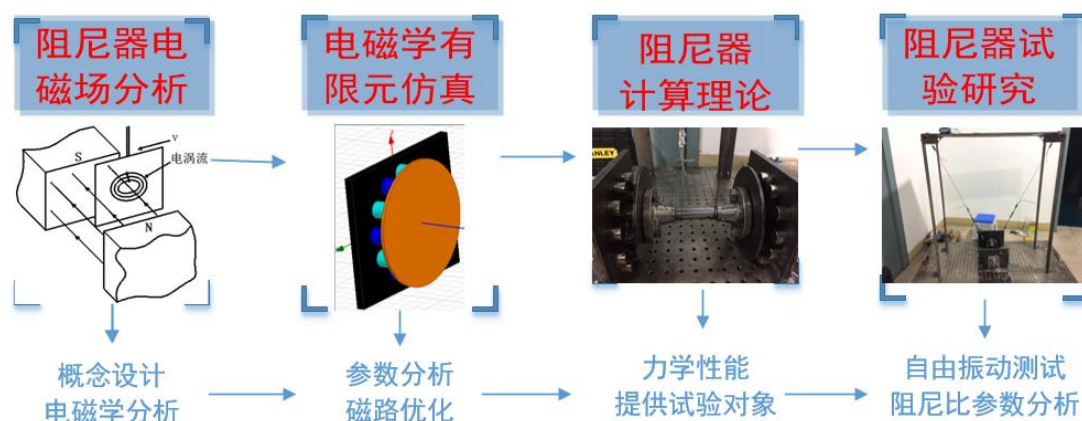 阻尼器电
磁场分析
电磁学有
限元仿真
阻尼器
计算理论
阻尼器试
验研究
S
v
电涡流
N
ANLEY
概念设计
电磁学分析
参数分析
磁路优化
力学性能
提供试验对象
自由振动测试
阻尼比参数分析